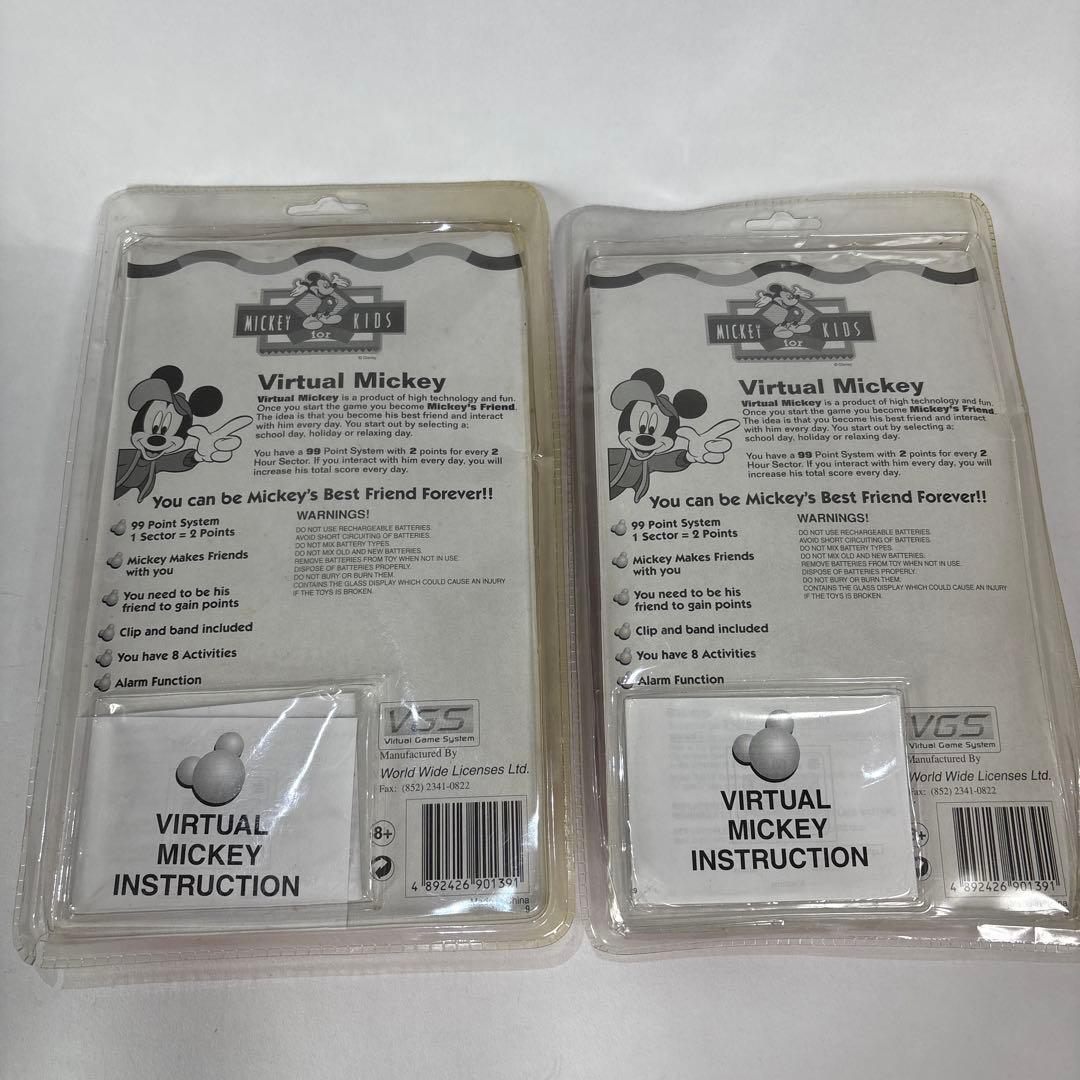 MICKEY for KIDS
© Disney
Virtual Mickey
Virtual Mickey is a product of high technology and fun.
Once you start the game you become Mickey's Friend.
The idea is that you become his best friend and interact
with him every day. You start out by selecting a;
school day, holiday or relaxing day.
You have a 99 Point System with 2 points for every 2
Hour Sector. If you interact with him every day, you will
increase his total score every day.
You can be Mickey's Best Friend Forever!!
99 Point System
1 Sector = 2 Points
Mickey Makes Friends
with you
You need to be his
friend to gain points
Clip and band included
You have 8 Activities
Alarm Function
WARNINGS!
DO NOT USE RECHARGEABLE BATTERIES.
AVOID SHORT CIRCUITING OF BATTERIES.
DO NOT MIX BATTERY TYPES.
DO NOT MIX OLD AND NEW BATTERIES.
REMOVE BATTERIES FROM TOY WHEN NOT IN USE.
DISPOSE OF BATTERIES PROPERLY.
DO NOT BURY OR BURN THEM.
CONTAINS THE GLASS DISPLAY WHICH COULD CAUSE AN INJURY
IF THE TOYS IS BROKEN.
VIRTUAL
MICKEY
INSTRUCTION
VGS
Virtual Game System
Manufactured By
World Wide Licenses Ltd.
Fax: (852) 2341-0822
8+
4 892426 901391
China
9
MICKEY for KIDS
© Disney
Virtual Mickey
Virtual Mickey is a product of high technology and fun.
Once you start the game you become Mickey's Friend.
The idea is that you become his best friend and interact
with him every day. You start out by selecting a;
school day, holiday or relaxing day.
You have a 99 Point System with 2 points for every 2
Hour Sector. If you interact with him every day, you will
increase his total score every day.
You can be Mickey's Best Friend Forever!!
99 Point System
1 Sector = 2 Points
Mickey Makes Friends
with you
You need to be his
friend to gain points
Clip and band included
You have 8 Activities
Alarm Function
WARNINGS!
DO NOT USE RECHARGEABLE BATTERIES.
AVOID SHORT CIRCUITING OF BATTERIES.
DO NOT MIX BATTERY TYPES.
DO NOT MIX OLD AND NEW BATTERIES.
REMOVE BATTERIES FROM TOY WHEN NOT IN USE.
DISPOSE OF BATTERIES PROPERLY.
DO NOT BURY OR BURN THEM.
CONTAINS THE GLASS DISPLAY WHICH COULD CAUSE AN INJURY
IF THE TOYS IS BROKEN.
VIRTUAL
MICKEY
INSTRUCTION
VGS
Virtual Game System
Manufactured By
World Wide Licenses Ltd.
Fax: (852) 2341-0822
4 892426 901391